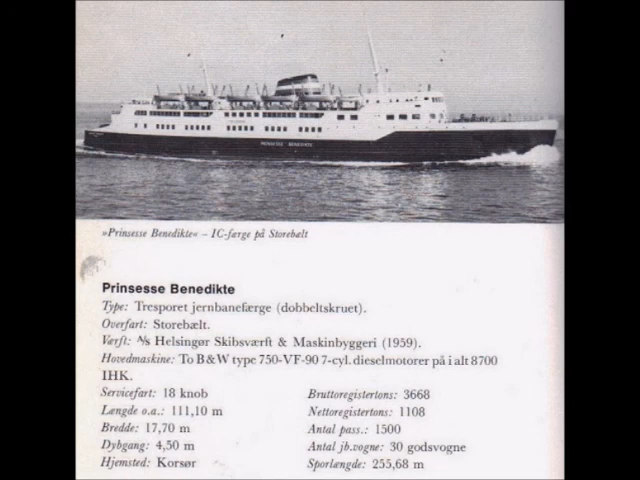 PRINSESSE BENEDIKTE
»Prinsesse Benedikte« – IC-færge på Storebælt
Prinsesse Benedikte
Type: Tresporet jernbanefærge (dobbeltskruet).
Overfart: Storebælt.
Værft: A/s Helsingør Skibsværft & Maskinbyggeri (1959).
Hovedmaskine: To B&W type 750-VF-90 7-cyl. dieselmotorer på i alt 8700
IHK.
Servicefart: 18 knob
Længde o.a.: 111,10 m
Bredde: 17,70 m
Dybgang: 4,50 m
Hjemsted: Korsør
Bruttoregistertons: 3668
Nettoregistertons: 1108
Antal pass.: 1500
Antal jb.vogne: 30 godsvogne
Sporlængde: 255,68 m